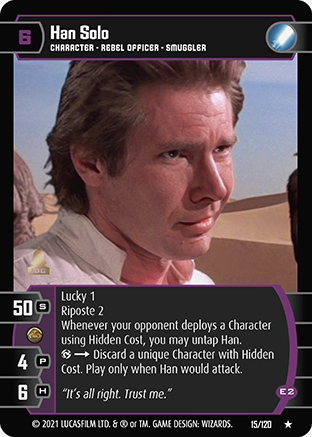 6
Han Solo
CHARACTER - REBEL OFFICER - SMUGGLER
50 S
4 P
6 H
Lucky 1
Riposte 2
Whenever your opponent deploys a Character
using Hidden Cost, you may untap Han.
Discard a unique Character with Hidden
Cost. Play only when Han would attack.
"It's all right. Trust me."
E2
© 2021 LUCASFILM LTD. & ® or TM. GAME DESIGN: WIZARDS.
15/120